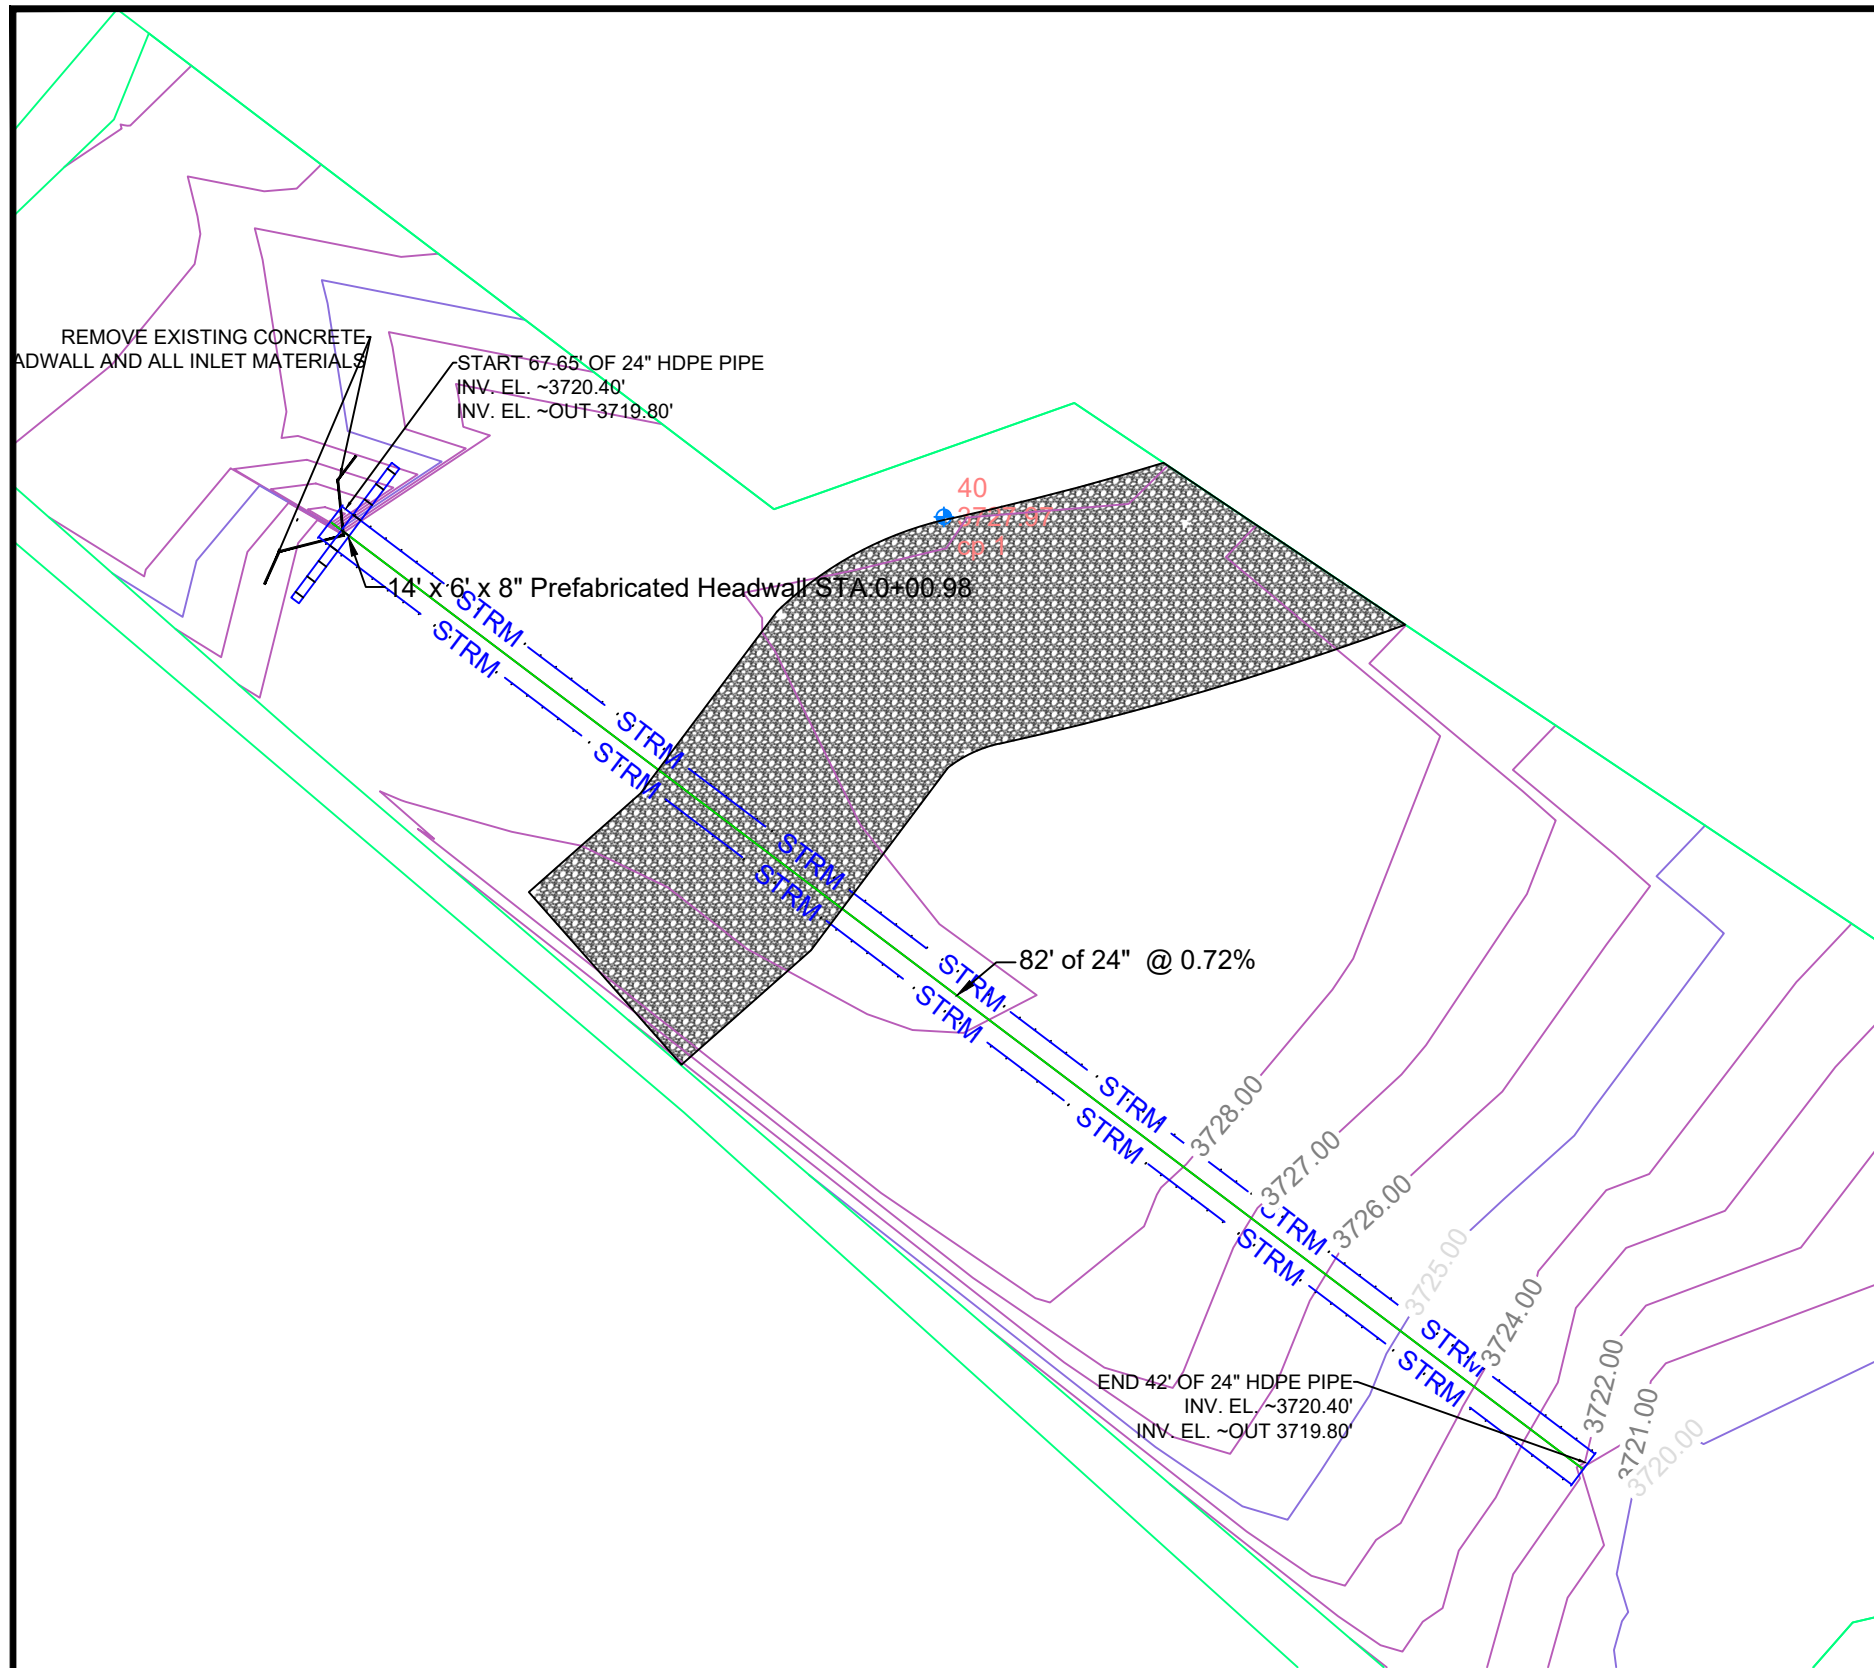 REMOVE EXISTING CONCRETE
ADWALL AND ALL INLET MATERIALS
START 67.65' OF 24" HDPE PIPE
INV. EL. ~3720.40'
INV. EL. ~OUT 3719.80'
40
3727.97
cp 1
14' x 6' x 8" Prefabricated Headwall STA:0+00.98
STRM
STRM
STRM
STRM
STRM
STRM
82' of 24" @ 0.72%
STRM
STRM
STRM
STRM
3728.00
3727.00
3726.00
STRM
STRM
3725.00
3724.00
STRM
STRM
3722.00
3721.00
3720.00
END 42' OF 24" HDPE PIPE
INV. EL. ~3720.40'
INV. EL. ~OUT 3719.80'